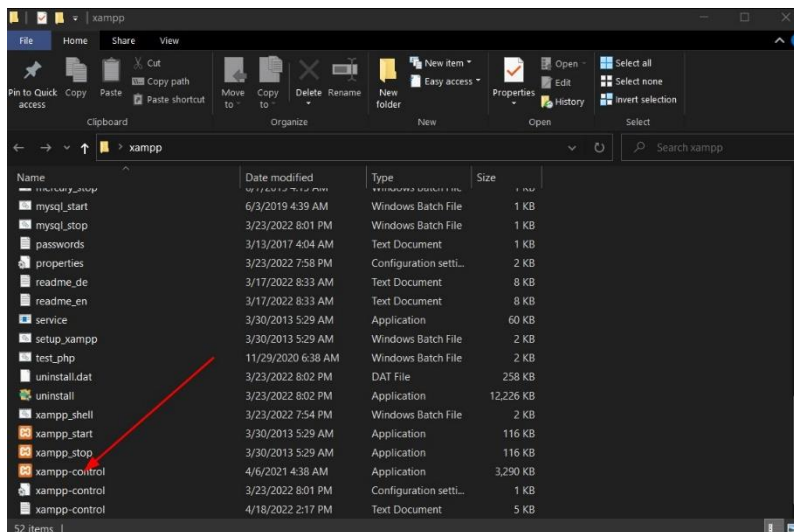 xampp
File Home Share View
Pin to Quick access
Copy
Paste
Cut
Copy path
Paste shortcut
Clipboard
Move to
Copy to
Delete
Rename
Organize
New folder
New item
Easy access
New
Properties
Open
Edit
History
Open
Select all
Select none
Invert selection
Select
xampp
Search xampp
Name Date modified Type Size
mercury_stop 6/7/2013 4:15 AM Windows Batch File 1 KB
mysql_start 6/3/2019 4:39 AM Windows Batch File 1 KB
mysql_stop 3/23/2022 8:01 PM Windows Batch File 1 KB
passwords 3/13/2017 4:04 AM Text Document 1 KB
properties 3/23/2022 7:58 PM Configuration setti... 2 KB
readme_de 3/17/2022 8:33 AM Text Document 8 KB
readme_en 3/17/2022 8:33 AM Text Document 8 KB
service 3/30/2013 5:29 AM Application 60 KB
setup_xampp 3/30/2013 5:29 AM Windows Batch File 2 KB
test_php 11/29/2020 6:38 AM Windows Batch File 2 KB
uninstall.dat 3/23/2022 8:02 PM DAT File 258 KB
uninstall 3/23/2022 8:02 PM Application 12,226 KB
xampp_shell 3/23/2022 7:54 PM Windows Batch File 2 KB
xampp_start 3/30/2013 5:29 AM Application 116 KB
xampp_stop 3/30/2013 5:29 AM Application 116 KB
xampp-control 4/6/2021 4:38 AM Application 3,290 KB
xampp-control 3/23/2022 8:01 PM Configuration setti... 1 KB
xampp-control 4/18/2022 2:17 PM Text Document 5 KB
52 items